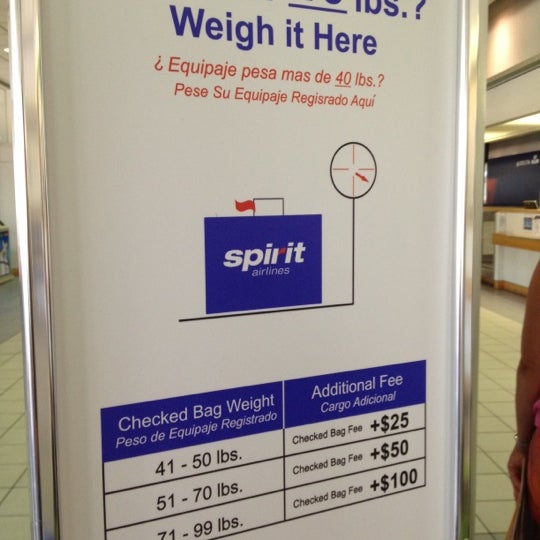 lbs.?
Weigh it Here
¿ Equipaje pesa mas de 40 lbs.?
Pese Su Equipaje Regisrado Aquí
spirit
airlines
Checked Bag Weight
Peso de Equipaje Registrado
Additional Fee
Cargo Adicional
41 - 50 lbs.
Checked Bag Fee +$25
51 - 70 lbs.
Checked Bag Fee +$50
71 - 99 lbs.
Checked Bag Fee +$100